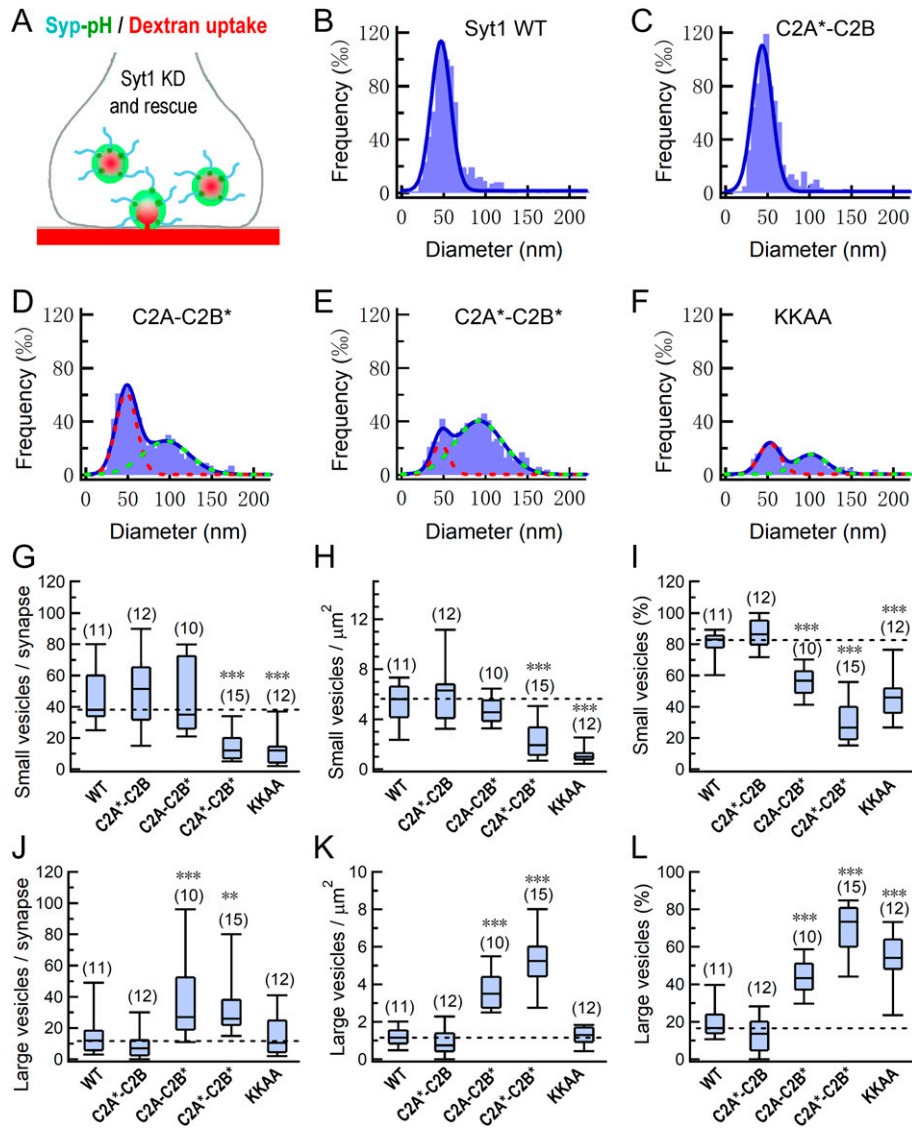 A Syp-pH / Dextran uptake
Syt1 KD
and rescue
B Syt1 WT
Frequency (‰)
120
80
40
0
0 50 100 150 200
Diameter (nm)
C C2A*-C2B
Frequency (‰)
120
80
40
0
0 50 100 150 200
Diameter (nm)
D C2A-C2B*
Frequency (‰)
120
80
40
0
0 50 100 150 200
Diameter (nm)
E C2A*-C2B*
Frequency (‰)
120
80
40
0
0 50 100 150 200
Diameter (nm)
F KKAA
Frequency (‰)
120
80
40
0
0 50 100 150 200
Diameter (nm)
G
Small vesicles / synapse
120
100
80
60
40
20
0
(11) (12) (10) *** (15) *** (12)
WT C2A*-C2B C2A-C2B* C2A*-C2B* KKAA
H
Small vesicles / μm²
12
8
4
0
(11) (12) (10) *** (15) *** (12)
WT C2A*-C2B C2A-C2B* C2A*-C2B* KKAA
I
Small vesicles (%)
120
100
80
60
40
20
0
(11) (12) *** (10) *** (15) *** (12)
WT C2A*-C2B C2A-C2B* C2A*-C2B* KKAA
J
Large vesicles / synapse
120
100
80
60
40
20
0
(11) (12) *** (10) ** (15) (12)
WT C2A*-C2B C2A-C2B* C2A*-C2B* KKAA
K
Large vesicles / μm²
10
8
6
4
2
0
(11) (12) *** (10) *** (15) (12)
WT C2A*-C2B C2A-C2B* C2A*-C2B* KKAA
L
Large vesicles (%)
100
80
60
40
20
0
(11) (12) *** (10) *** (15) *** (12)
WT C2A*-C2B C2A-C2B* C2A*-C2B* KKAA